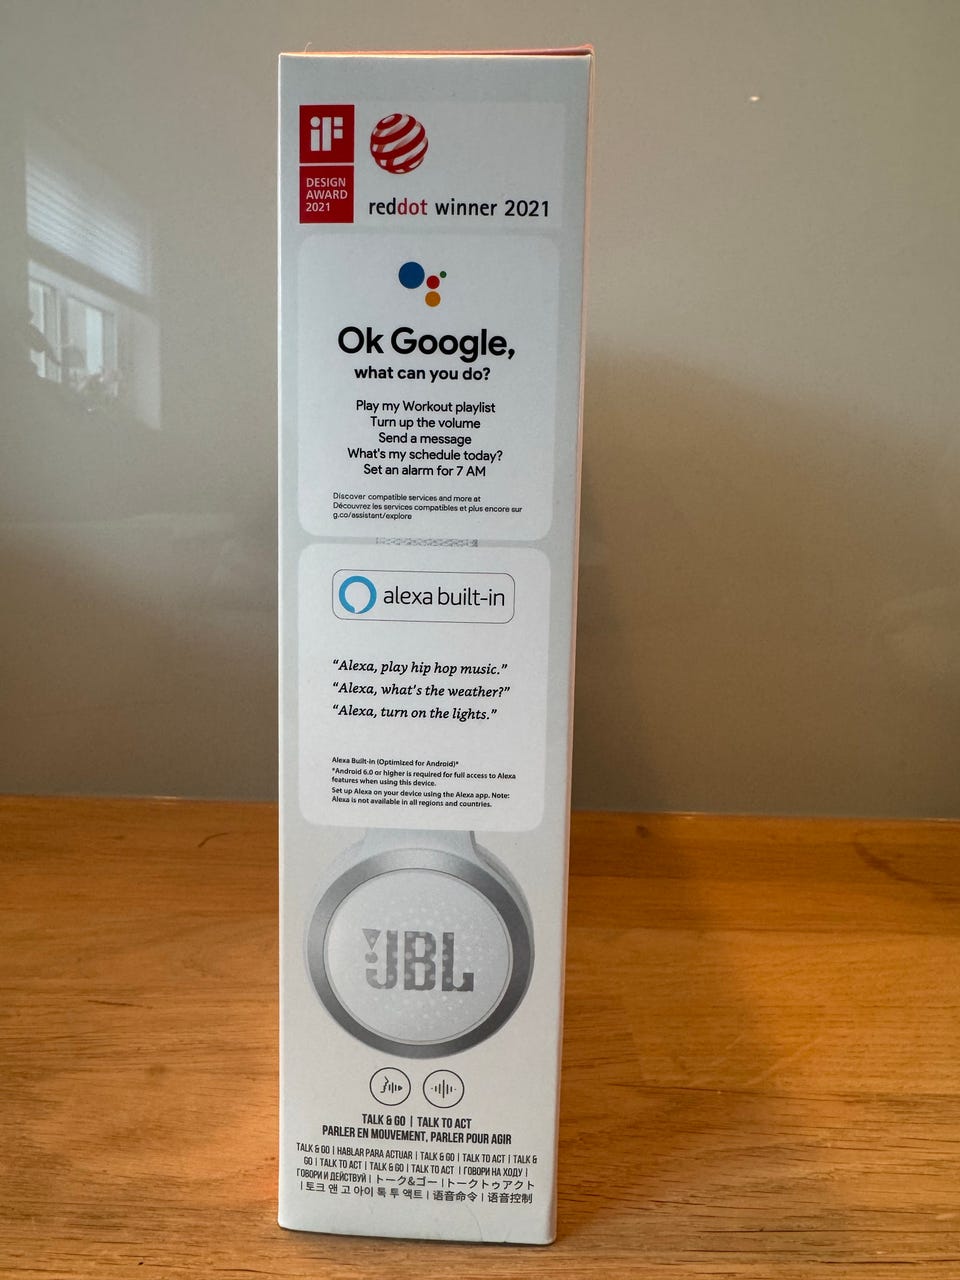 iF
DESIGN
AWARD
2021
reddot winner 2021
Ok Google,
what can you do?
Play my Workout playlist
Turn up the volume
Send a message
What's my schedule today?
Set an alarm for 7 AM
Discover compatible services and more at
Découvrez les services compatibles et plus encore sur
g.co/assistant/explore
alexa built-in
“Alexa, play hip hop music.”
“Alexa, what's the weather?”
“Alexa, turn on the lights.”
Alexa Built-in (Optimized for Android)*
*Android 6.0 or higher is required for full access to Alexa
features when using this device.
Set up Alexa on your device using the Alexa app. Note:
Alexa is not available in all regions and countries.
JBL
TALK & GO | TALK TO ACT
PARLER EN MOUVEMENT, PARLER POUR AGIR
TALK & GO | HABLAR PARA ACTUAR | TALK & GO | TALK TO ACT | TALK &
GO | TALK TO ACT | TALK & GO | TALK TO ACT | ГОВОРИ НА ХОДУ |
ГОВОРИ И ДЕЙСТВУЙ | トーク&ゴー | トークトゥアクト
| 토크 앤 고 아이 톡 투 액트 | 语音命令 | 语音控制